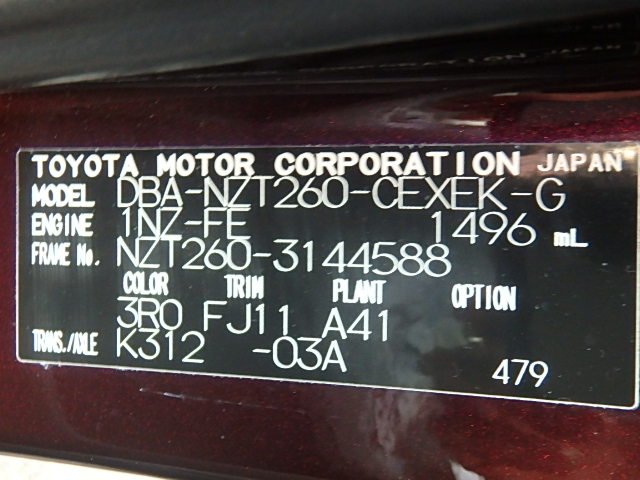 TOYOTA MOTOR CORPORATION JAPAN
MODEL DBA-NZT260-CEXEK-G
ENGINE 1NZ-FE 1496 mL
FRAME No. NZT260-3144588
COLOR TRIM PLANT OPTION
3R0 FJ11 A41
TRANS./AXLE K312 -03A
479